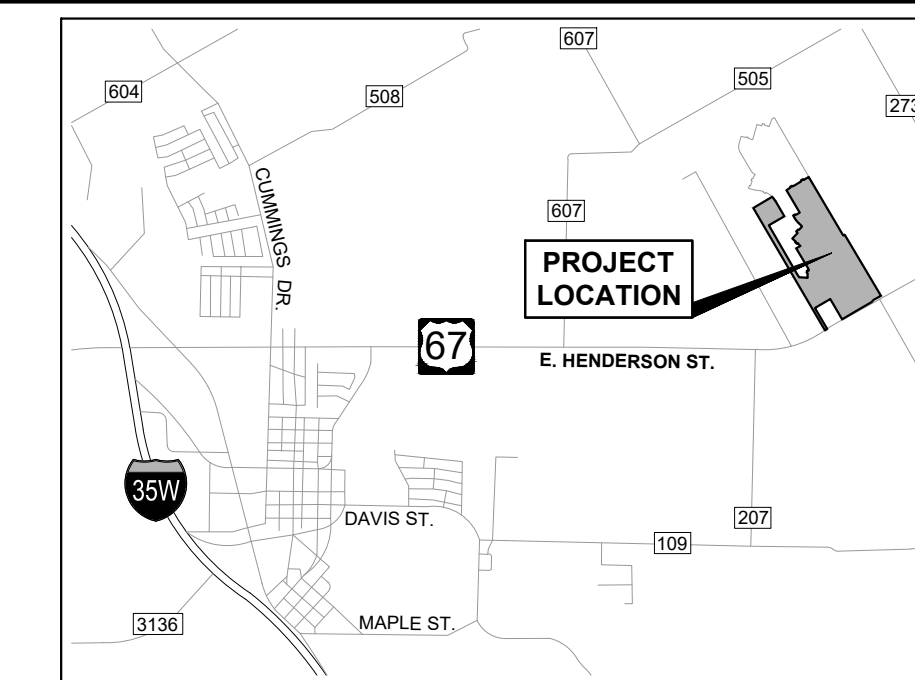 607
604
508
505
273
CUMMINGS DR.
607
PROJECT
LOCATION
67
E. HENDERSON ST.
35W
DAVIS ST.
207
109
3136
MAPLE ST.